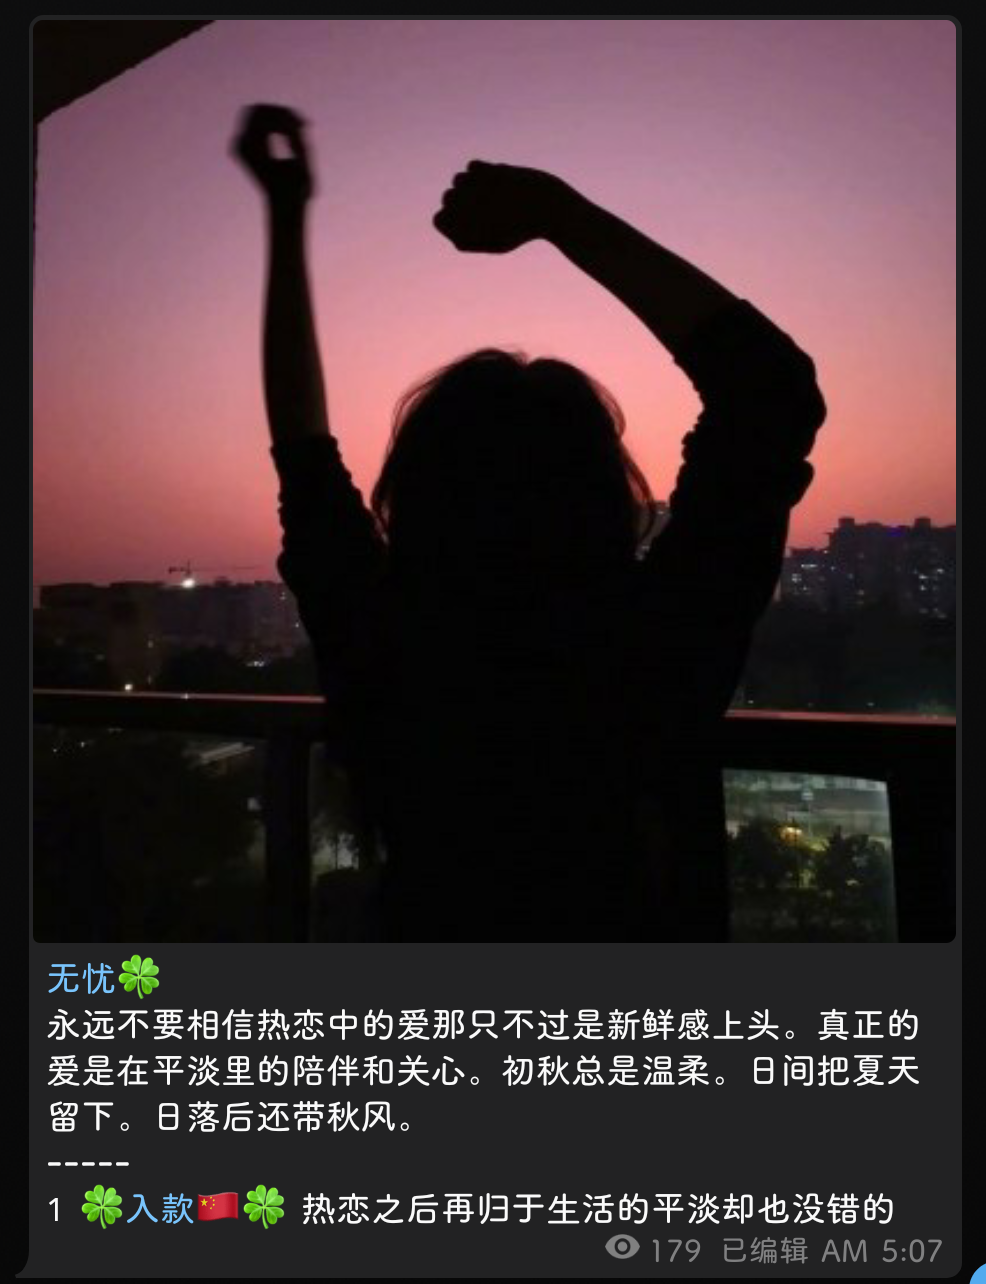 无忧🍀
永远不要相信热恋中的爱那只不过是新鲜感上头。真正的
爱是在平淡里的陪伴和关心。初秋总是温柔。日间把夏天
留下。日落后还带秋风。
-----
1 🍀入款🇨🇳🍀 热恋之后再归于生活的平淡却也没错的
179 已编辑 AM 5:07